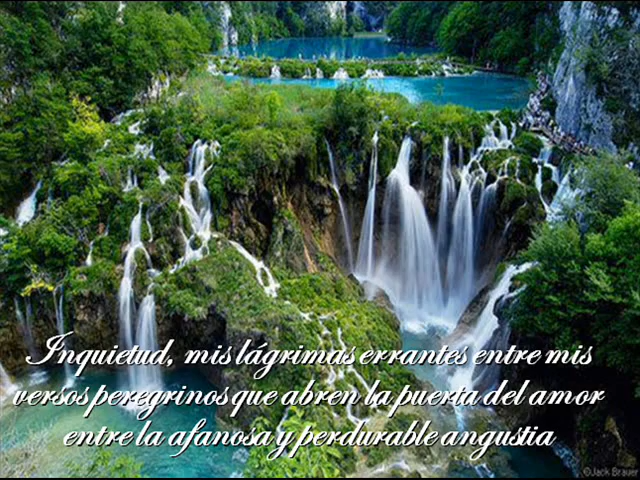 Inquietud, mis lágrimas errantes entre mis
versos peregrinos que abren la puerta del amor
entre la afanosa y perdurable angustia
©Jack Brauer